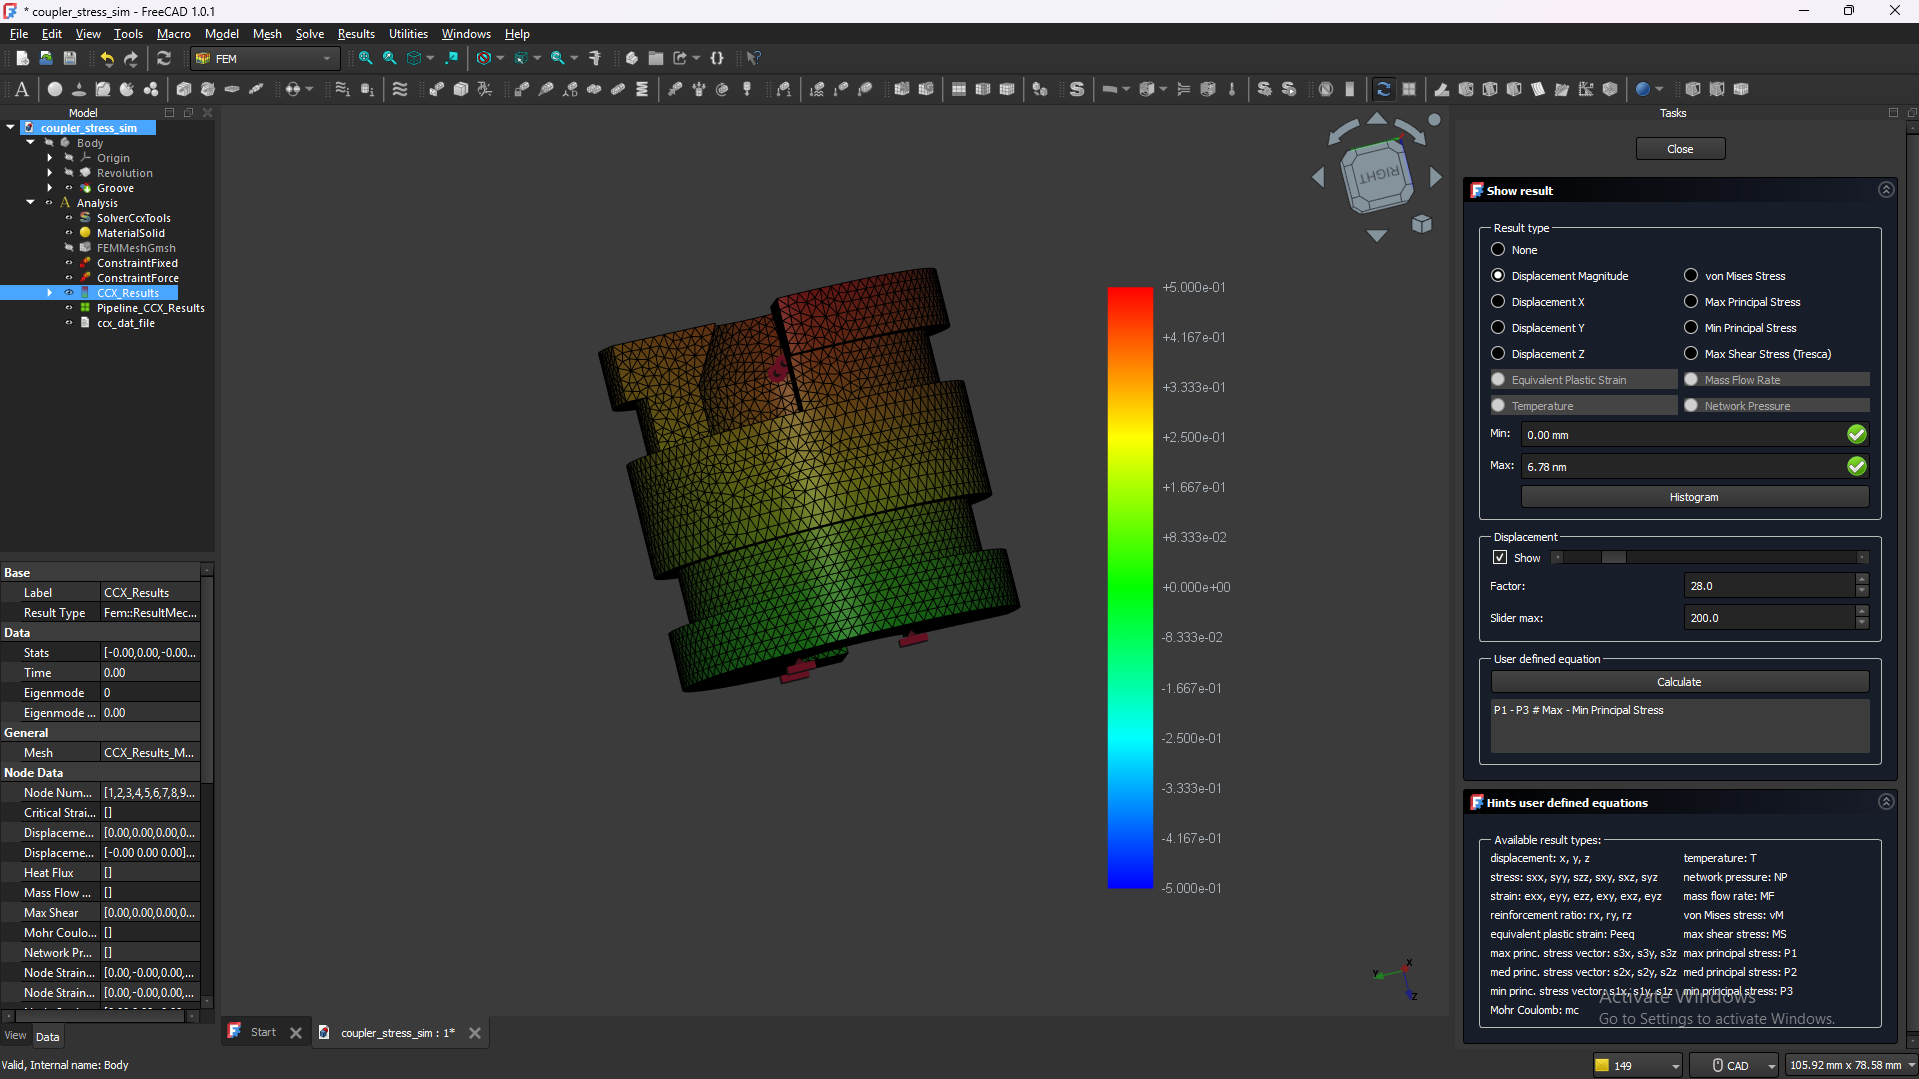 * coupler_stress_sim - FreeCAD 1.0.1
File Edit View Tools Macro Model Mesh Solve Results Utilities Windows Help
FEM
Model
coupler_stress_sim
Body
Origin
Revolution
Groove
Analysis
SolverCcxTools
MaterialSolid
FEMMeshGmsh
ConstraintFixed
ConstraintForce
CCX_Results
Pipeline_CCX_Results
ccx_dat_file
Base
Label CCX_Results
Result Type Fem::ResultMec...
Data
Stats [-0.00,0.00,-0.00...
Time 0.00
Eigenmode 0
Eigenmode ... 0.00
General
Mesh CCX_Results_M...
Node Data
Node Num... [1,2,3,4,5,6,7,8,9...
Critical Strai... []
Displaceme... [0.00,0.00,0.00,0...
Displaceme... [-0.00 0.00 0.00]...
Heat Flux []
Mass Flow ... []
Max Shear [0.00,0.00,0.00,0...
Mohr Coulo... []
Network Pr... []
Node Strain... [0.00,-0.00,0.00,...
Node Strain... [0.00,-0.00,0.00,...
View Data
Valid, Internal name: Body
RIGHT
+5.000e-01
+4.167e-01
+3.333e-01
+2.500e-01
+1.667e-01
+8.333e-02
+0.000e+00
-8.333e-02
-1.667e-01
-2.500e-01
-3.333e-01
-4.167e-01
-5.000e-01
X
Y
Z
Start
coupler_stress_sim : 1*
Tasks
Close
Show result
Result type
None
Displacement Magnitude von Mises Stress
Displacement X Max Principal Stress
Displacement Y Min Principal Stress
Displacement Z Max Shear Stress (Tresca)
Equivalent Plastic Strain Mass Flow Rate
Temperature Network Pressure
Min: 0.00 mm
Max: 6.78 nm
Histogram
Displacement
Show
Factor: 28.0
Slider max: 200.0
User defined equation
Calculate
P1 - P3 # Max - Min Principal Stress
Hints user defined equations
Available result types:
displacement: x, y, z temperature: T
stress: sxx, syy, szz, sxy, sxz, syz network pressure: NP
strain: exx, eyy, ezz, exy, exz, eyz mass flow rate: MF
reinforcement ratio: rx, ry, rz von Mises stress: vM
equivalent plastic strain: Peeq max shear stress: MS
max princ. stress vector: s3x, s3y, s3z max principal stress: P1
med princ. stress vector: s2x, s2y, s2z med principal stress: P2
min princ. stress vector: s1x, s1y, s1z min principal stress: P3
Mohr Coulomb: mc
Activate Windows
Go to Settings to activate Windows.
149
CAD
105.92 mm x 78.58 mm